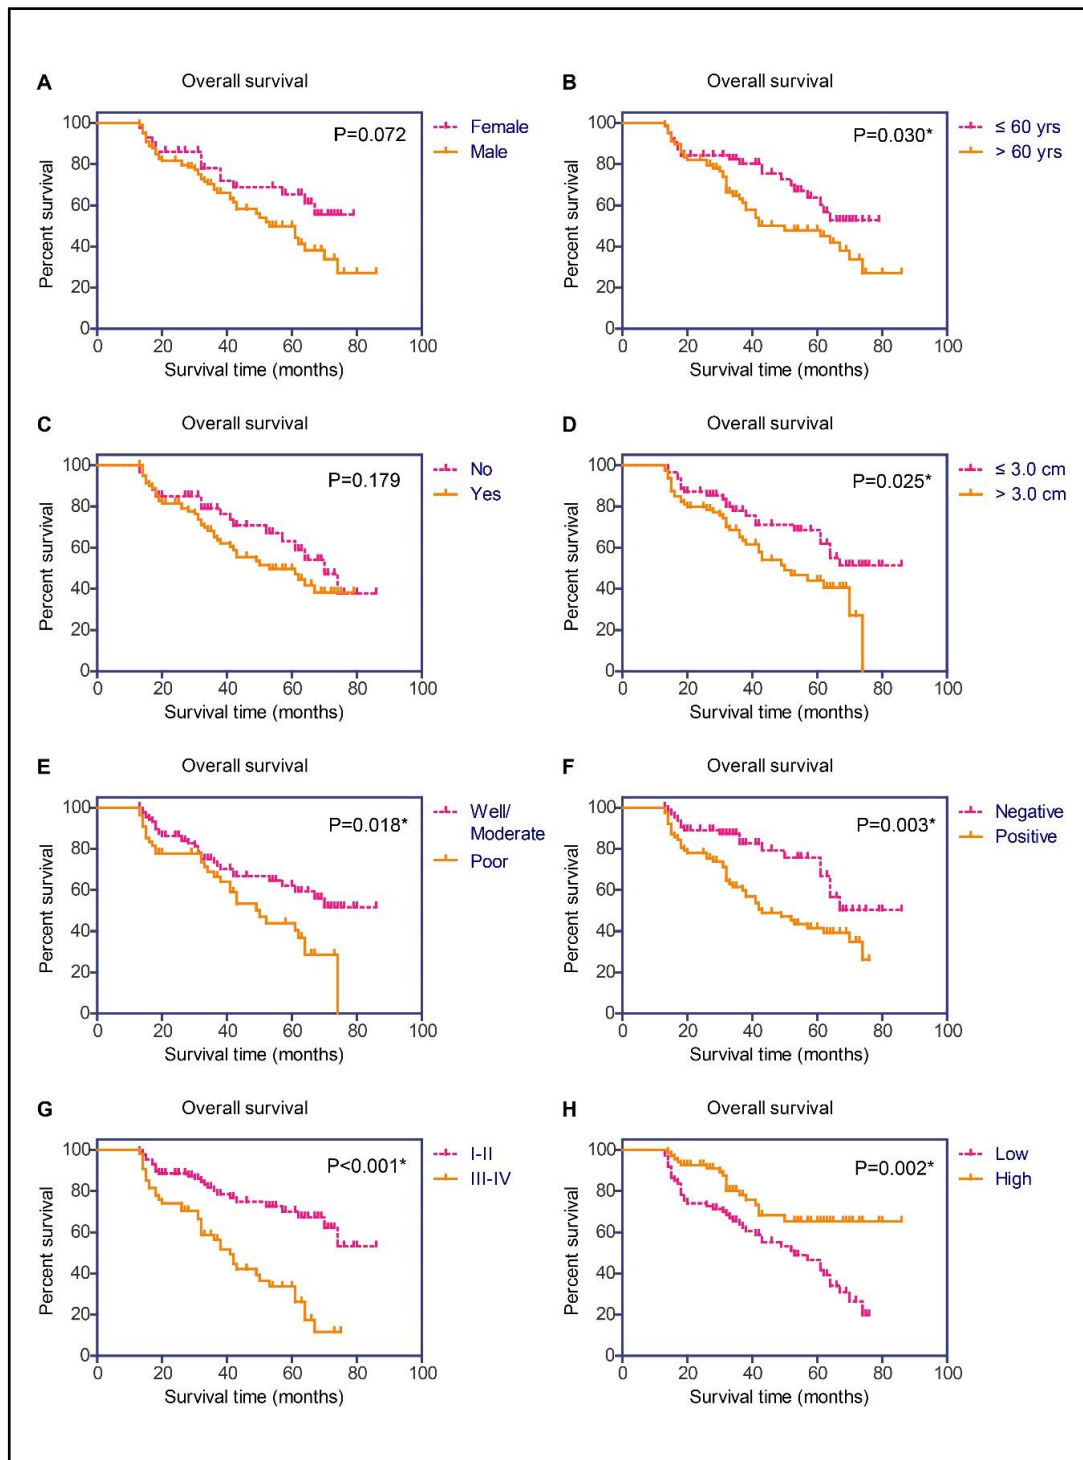 A
Overall survival
P=0.072
Female
Male
Percent survival
100
80
60
40
20
0
0 20 40 60 80 100
Survival time (months)
B
Overall survival
P=0.030*
≤ 60 yrs
> 60 yrs
Percent survival
100
80
60
40
20
0
0 20 40 60 80 100
Survival time (months)
C
Overall survival
P=0.179
No
Yes
Percent survival
100
80
60
40
20
0
0 20 40 60 80 100
Survival time (months)
D
Overall survival
P=0.025*
≤ 3.0 cm
> 3.0 cm
Percent survival
100
80
60
40
20
0
0 20 40 60 80 100
Survival time (months)
E
Overall survival
P=0.018*
Well/
Moderate
Poor
Percent survival
100
80
60
40
20
0
0 20 40 60 80 100
Survival time (months)
F
Overall survival
P=0.003*
Negative
Positive
Percent survival
100
80
60
40
20
0
0 20 40 60 80 100
Survival time (months)
G
Overall survival
P<0.001*
I-II
III-IV
Percent survival
100
80
60
40
20
0
0 20 40 60 80 100
Survival time (months)
H
Overall survival
P=0.002*
Low
High
Percent survival
100
80
60
40
20
0
0 20 40 60 80 100
Survival time (months)